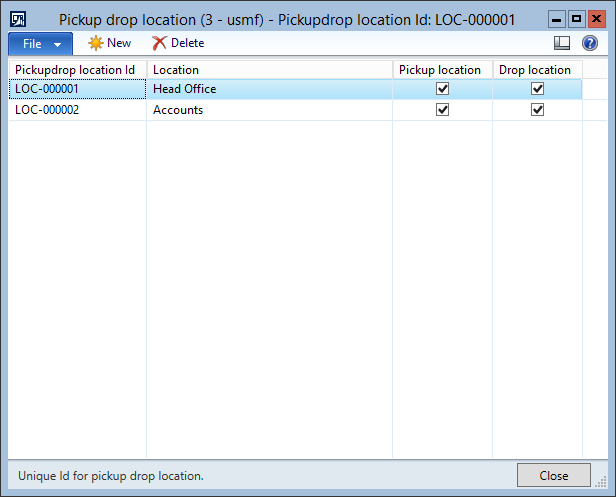 Pickup drop location (3 - usmf) - Pickupdrop location Id: LOC-000001
File New Delete
Pickupdrop location Id Location Pickup location Drop location
LOC-000001 Head Office
LOC-000002 Accounts
Unique Id for pickup drop location. Close